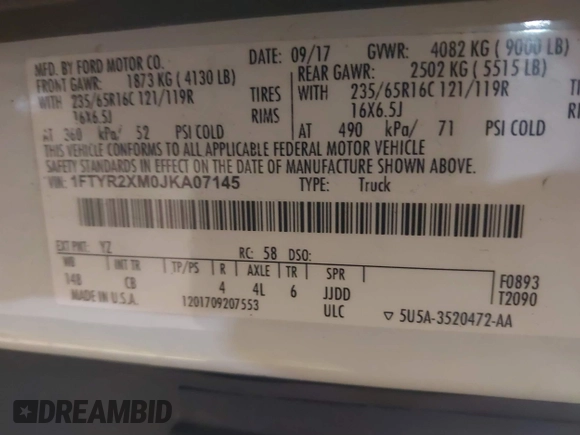 MFD. BY FORD MOTOR CO.
DATE: 09/17 GVWR: 4082 KG ( 9000 LB)
FRONT GAWR: 1873 KG ( 4130 LB)
REAR GAWR: 2502 KG ( 5515 LB)
WITH 235/65R16C 121/119R TIRES
WITH 235/65R16C 121/119R TIRES
16X6.5J RIMS
16X6.5J RIMS
AT 360 kPa/ 52 PSI COLD
AT 490 kPa/ 71 PSI COLD
THIS VEHICLE CONFORMS TO ALL APPLICABLE FEDERAL MOTOR VEHICLE
SAFETY STANDARDS IN EFFECT ON THE DATE OF MANUFACTURE SHOWN ABOVE.
VIN: 1FTYR2XM0JKA07145 TYPE: Truck
EXT PNT: YZ RC: 58 DSO:
WB INT TR TP/PS R AXLE TR SPR
148 CB 4 4L 6 JJDD
F0893
T2090
MADE IN U.S.A. 1201709207553 ULC
▽ 5U5A-3520472-AA
DREAMBID